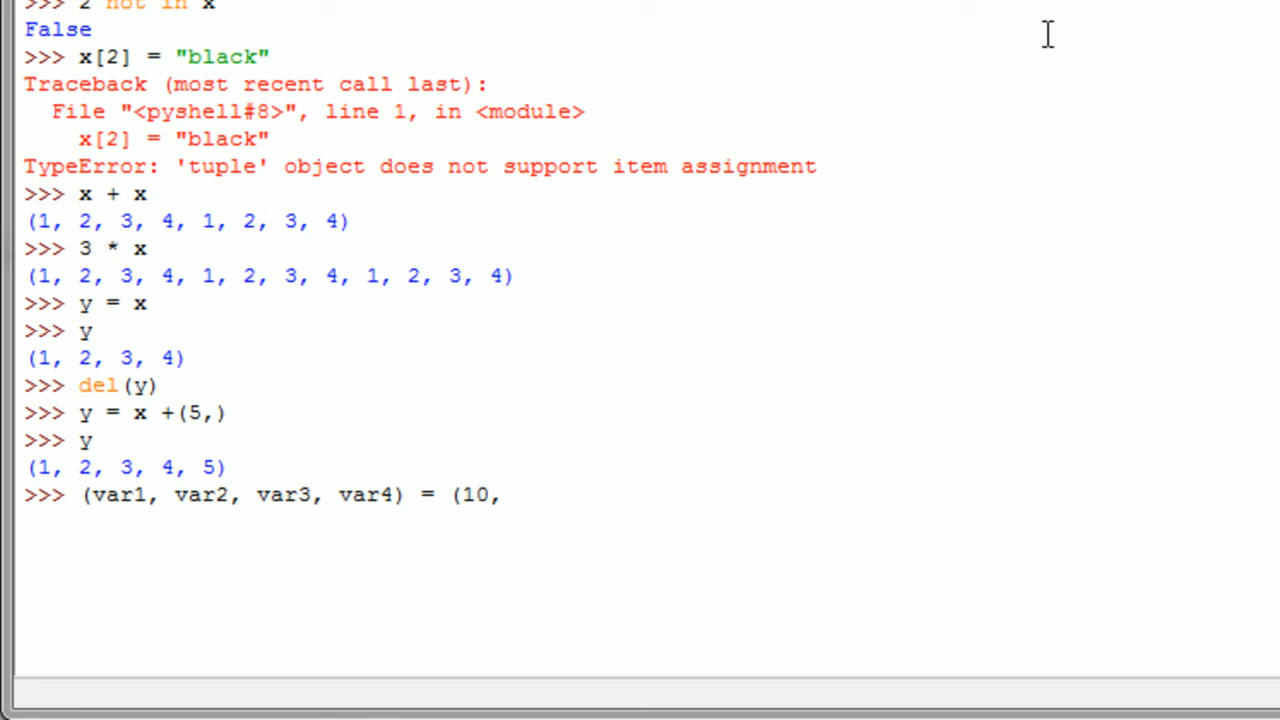 >>> 2 not in x
False
>>> x[2] = "black"
Traceback (most recent call last):
  File "<pyshell#8>", line 1, in <module>
    x[2] = "black"
TypeError: 'tuple' object does not support item assignment
>>> x + x
(1, 2, 3, 4, 1, 2, 3, 4)
>>> 3 * x
(1, 2, 3, 4, 1, 2, 3, 4, 1, 2, 3, 4)
>>> y = x
>>> y
(1, 2, 3, 4)
>>> del(y)
>>> y = x +(5,)
>>> y
(1, 2, 3, 4, 5)
>>> (var1, var2, var3, var4) = (10,